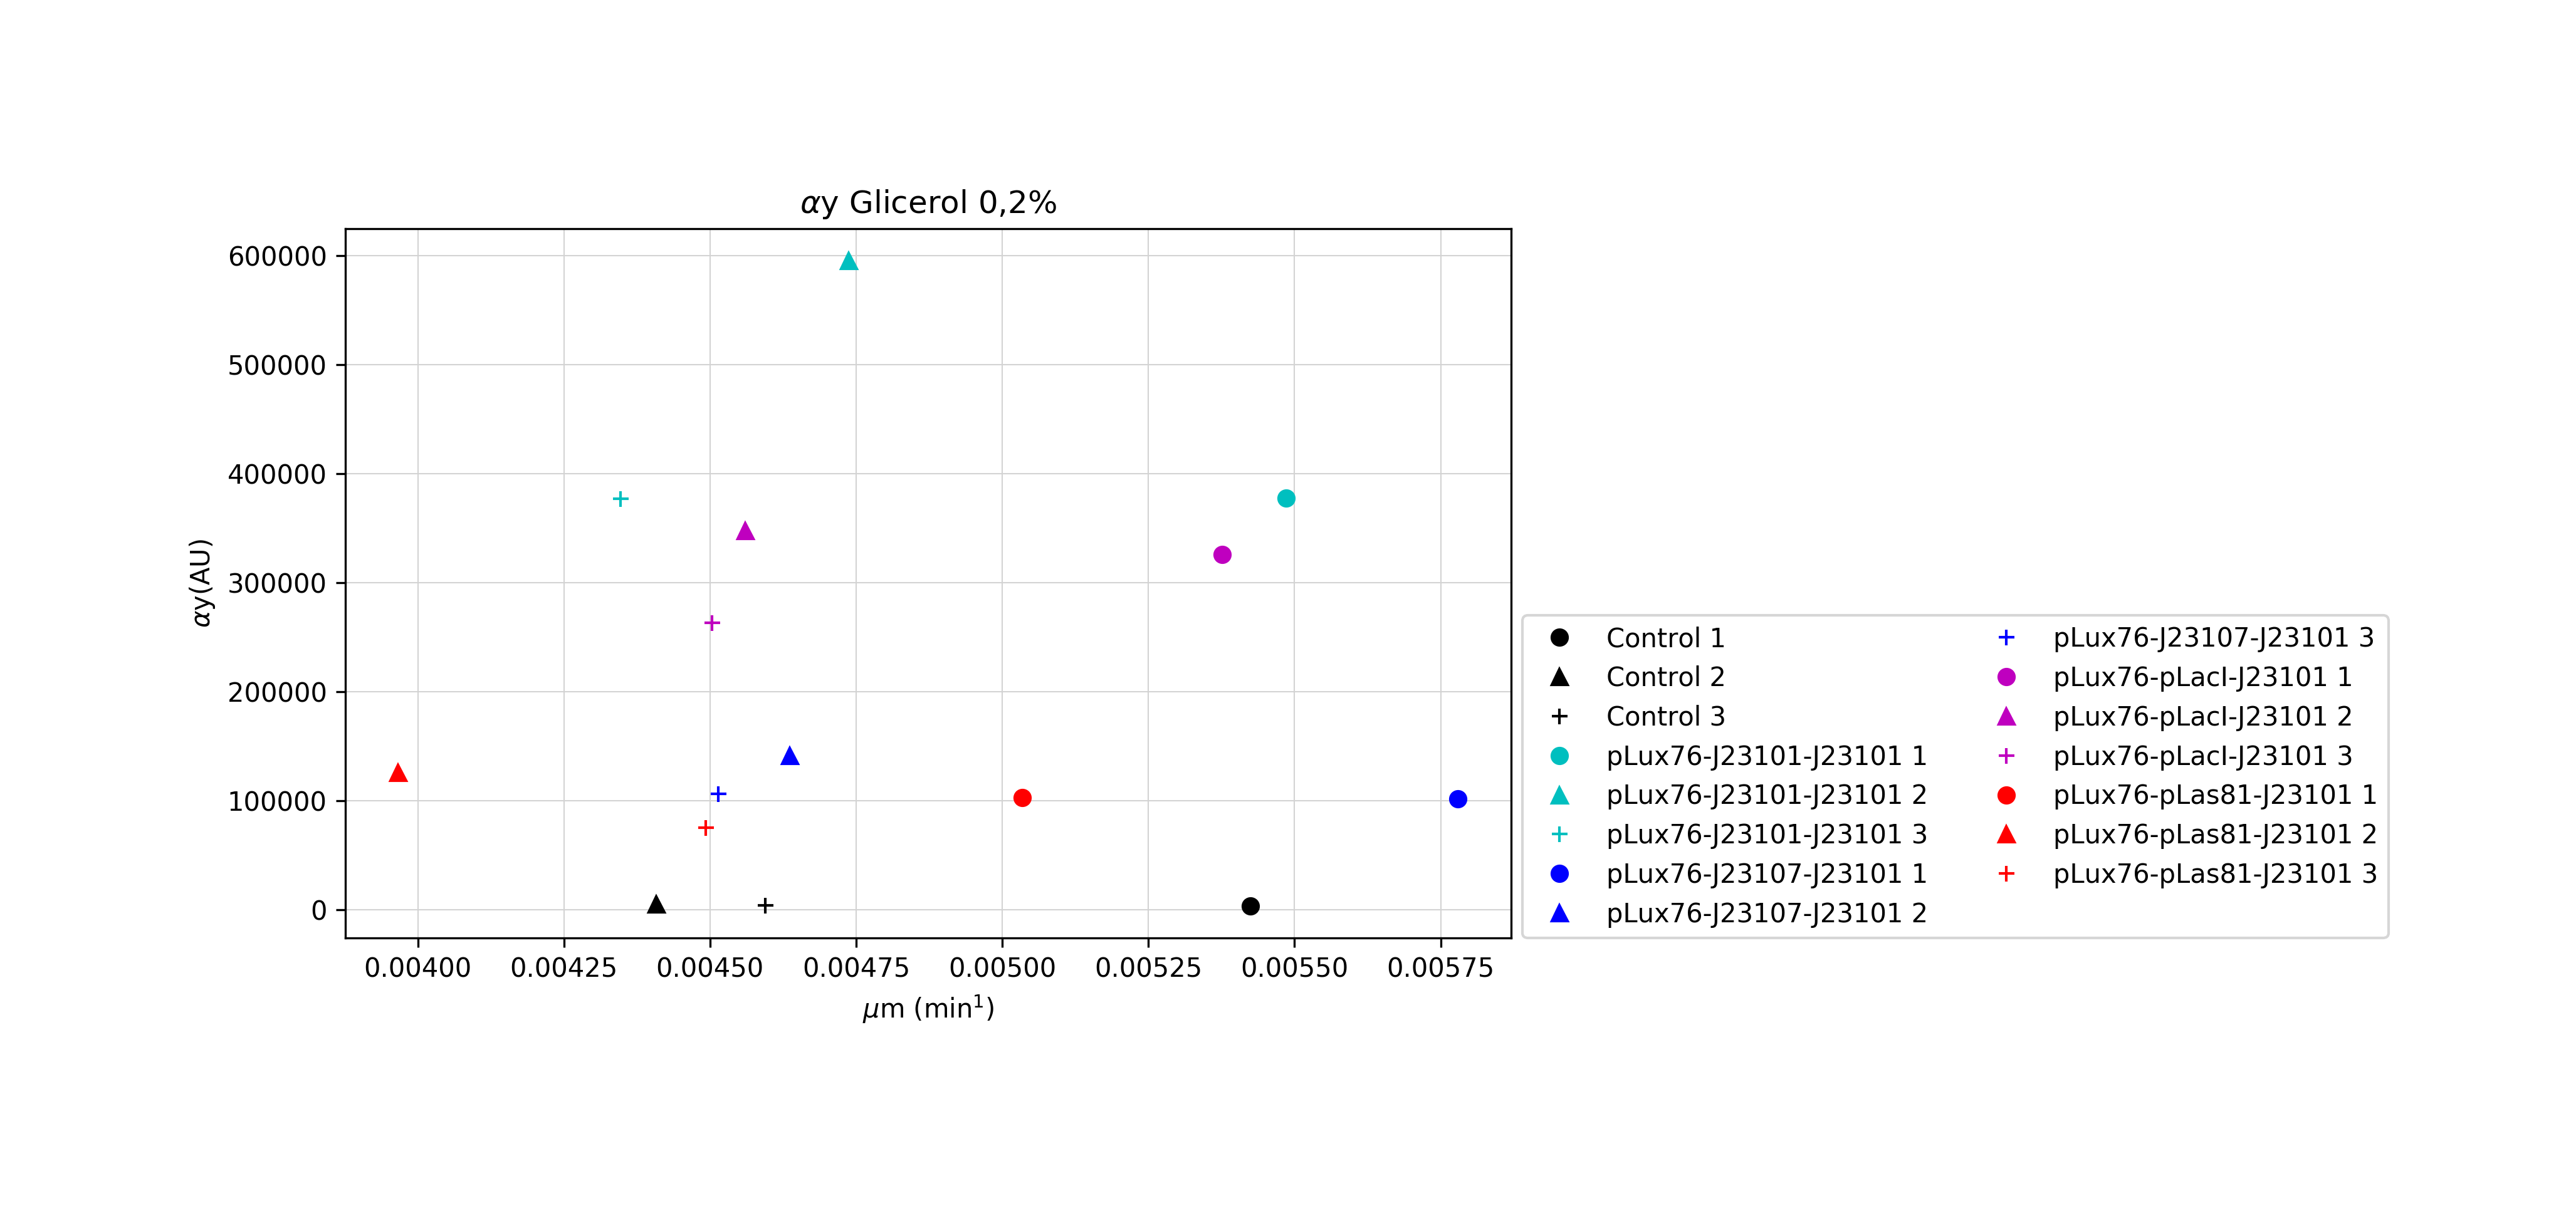 αy Glicerol 0,2%
600000
500000
400000
300000
200000
100000
0
αy(AU)
0.00400 0.00425 0.00450 0.00475 0.00500 0.00525 0.00550 0.00575
μm (min¹)
Control 1
Control 2
Control 3
pLux76-J23101-J23101 1
pLux76-J23101-J23101 2
pLux76-J23101-J23101 3
pLux76-J23107-J23101 1
pLux76-J23107-J23101 2
pLux76-J23107-J23101 3
pLux76-pLacI-J23101 1
pLux76-pLacI-J23101 2
pLux76-pLacI-J23101 3
pLux76-pLas81-J23101 1
pLux76-pLas81-J23101 2
pLux76-pLas81-J23101 3